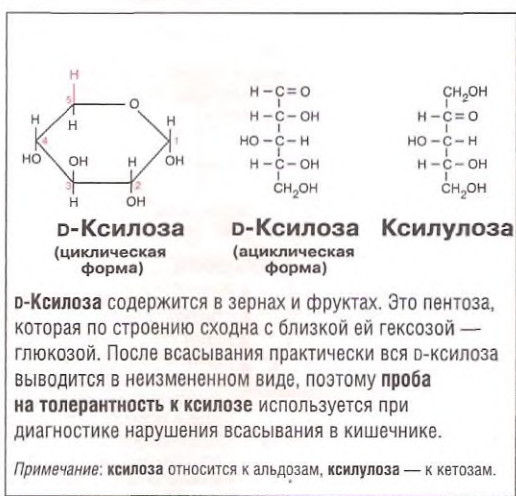 H
5
O
H
H
H
H
4
1
HO
OH
H
OH
3
2
H
OH
H – C = O
H – C – OH
HO – C – H
H – C – OH
CH₂OH
CH₂OH
H – C = O
HO – C – H
H – C – OH
CH₂OH
D-Ксилоза
(циклическая
форма)
D-Ксилоза
(ациклическая
форма)
Ксилулоза
D-Ксилоза содержится в зернах и фруктах. Это пентоза,
которая по строению сходна с близкой ей гексозой —
глюкозой. После всасывания практически вся D-ксилоза
выводится в неизмененном виде, поэтому проба
на толерантность к ксилозе используется при
диагностике нарушения всасывания в кишечнике.
Примечание: ксилоза относится к альдозам, ксилулоза — к кетозам.